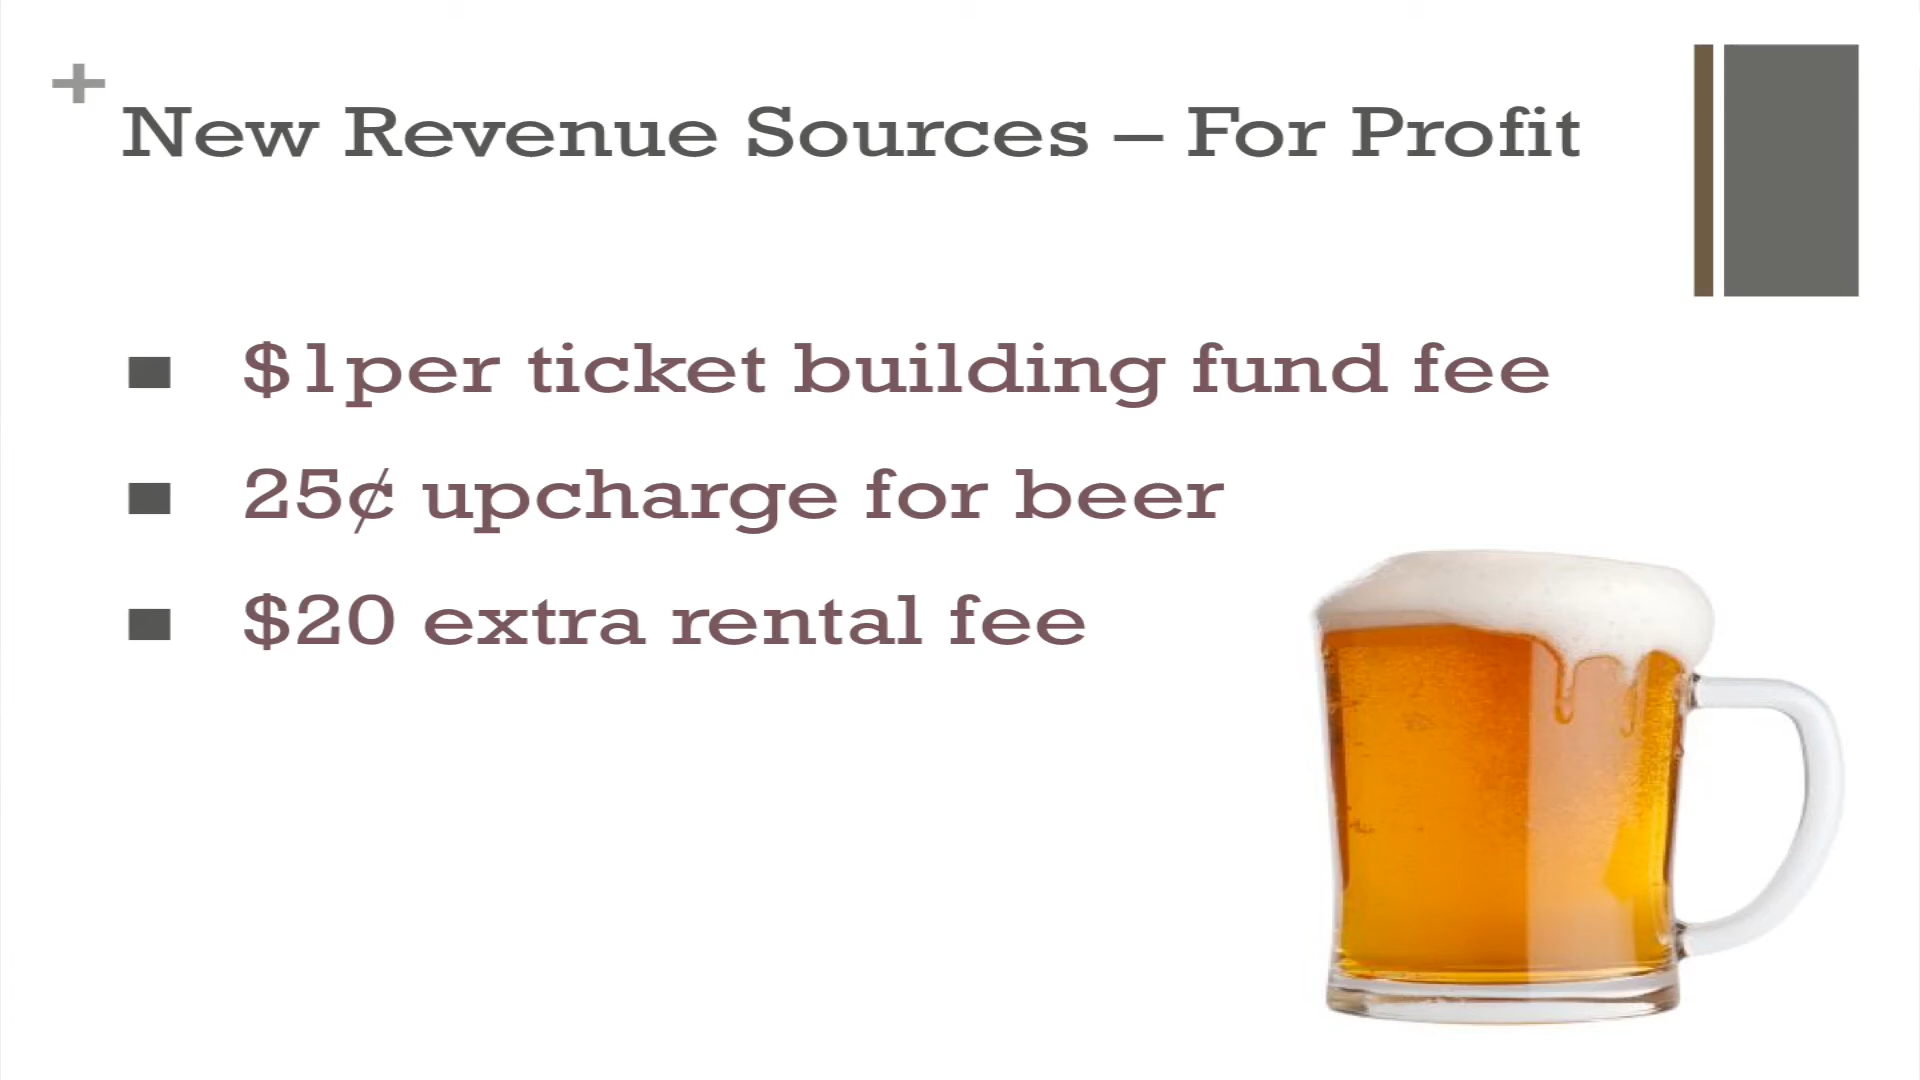 +
New Revenue Sources – For Profit
$1per ticket building fund fee
25¢ upcharge for beer
$20 extra rental fee